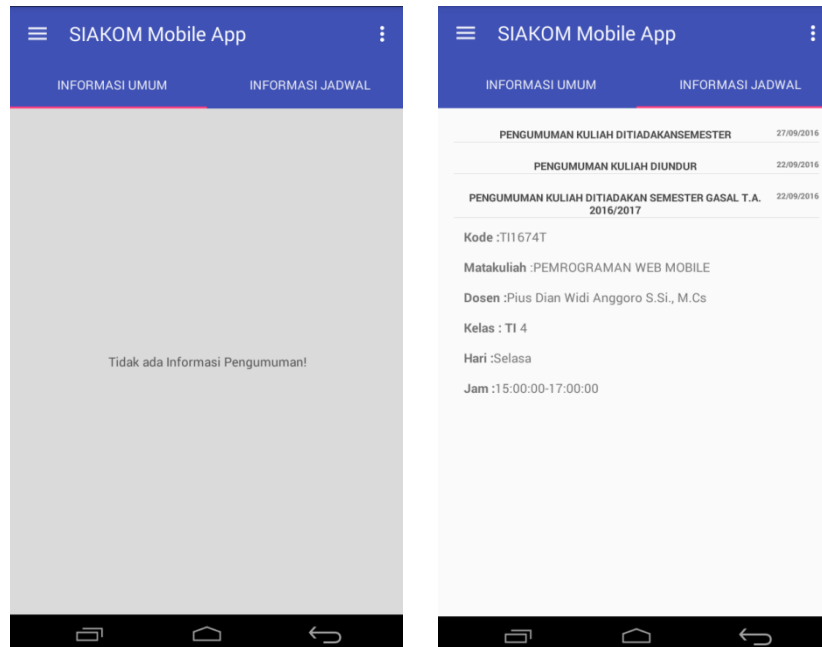 SIAKOM Mobile App
INFORMASI UMUM INFORMASI JADWAL
Tidak ada Informasi Pengumuman!
SIAKOM Mobile App
INFORMASI UMUM INFORMASI JADWAL
PENGUMUMAN KULIAH DITIADAKANSEMESTER 27/09/2016
PENGUMUMAN KULIAH DIUNDUR 22/09/2016
PENGUMUMAN KULIAH DITIADAKAN SEMESTER GASAL T.A. 22/09/2016
2016/2017
Kode :TI1674T
Matakuliah :PEMROGRAMAN WEB MOBILE
Dosen :Pius Dian Widi Anggoro S.Si., M.Cs
Kelas : TI 4
Hari :Selasa
Jam :15:00:00-17:00:00